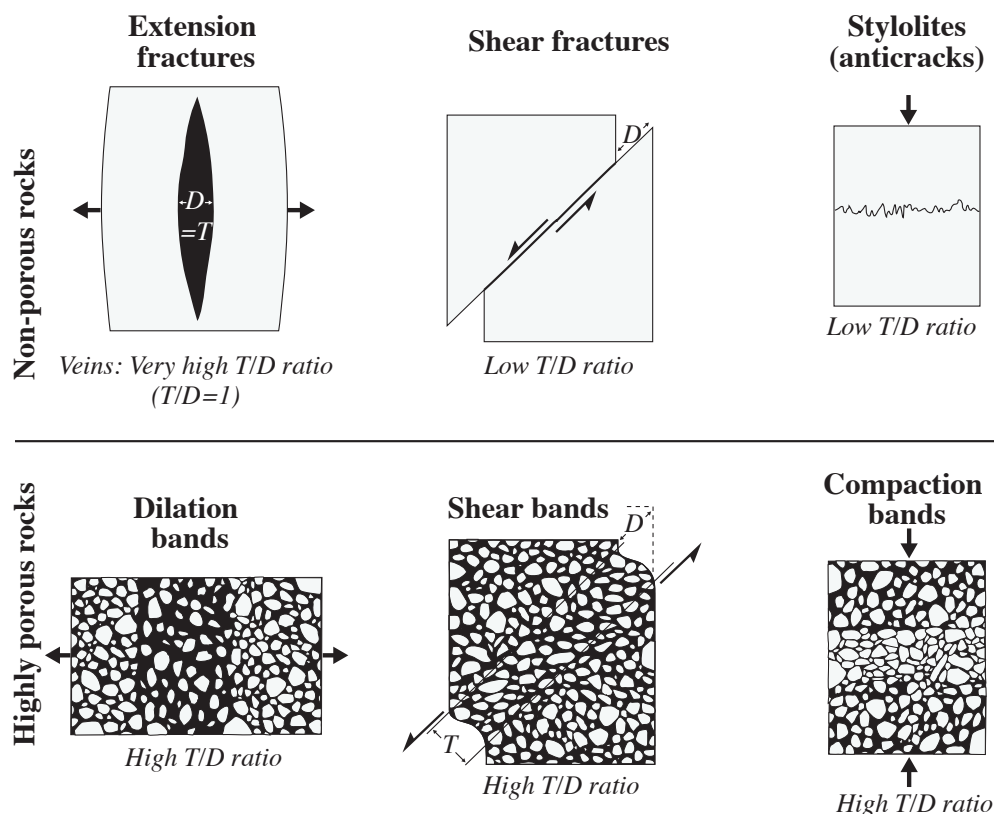 Extension
fractures
Shear fractures
Stylolites
(anticracks)
Non-porous rocks
D
=T
D
Veins: Very high T/D ratio
(T/D=1)
Low T/D ratio
Low T/D ratio
Highly porous rocks
Dilation
bands
Shear bands
Compaction
bands
D
T
High T/D ratio
High T/D ratio
High T/D ratio